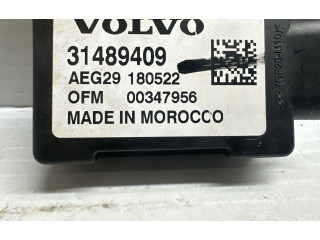 VOLVO
31489409
AEG29 180522
OFM 00347956
MADE IN MOROCCO